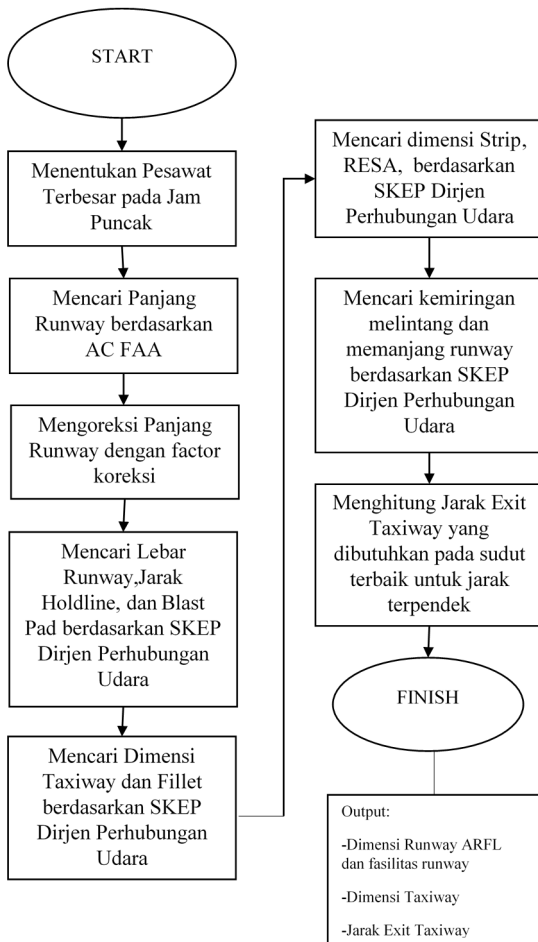 START
Menentukan Pesawat
Terbesar pada Jam
Puncak
Mencari Panjang
Runway berdasarkan
AC FAA
Mengoreksi Panjang
Runway dengan factor
koreksi
Mencari Lebar
Runway,Jarak
Holdline, dan Blast
Pad berdasarkan SKEP
Dirjen Perhubungan
Udara
Mencari Dimensi
Taxiway dan Fillet
berdasarkan SKEP
Dirjen Perhubungan
Udara
Mencari dimensi Strip,
RESA, berdasarkan
SKEP Dirjen
Perhubungan Udara
Mencari kemiringan
melintang dan
memanjang runway
berdasarkan SKEP
Dirjen Perhubungan
Udara
Menghitung Jarak Exit
Taxiway yang
dibutuhkan pada sudut
terbaik untuk jarak
terpendek
FINISH
Output:
-Dimensi Runway ARFL
dan fasilitas runway
-Dimensi Taxiway
-Jarak Exit Taxiway